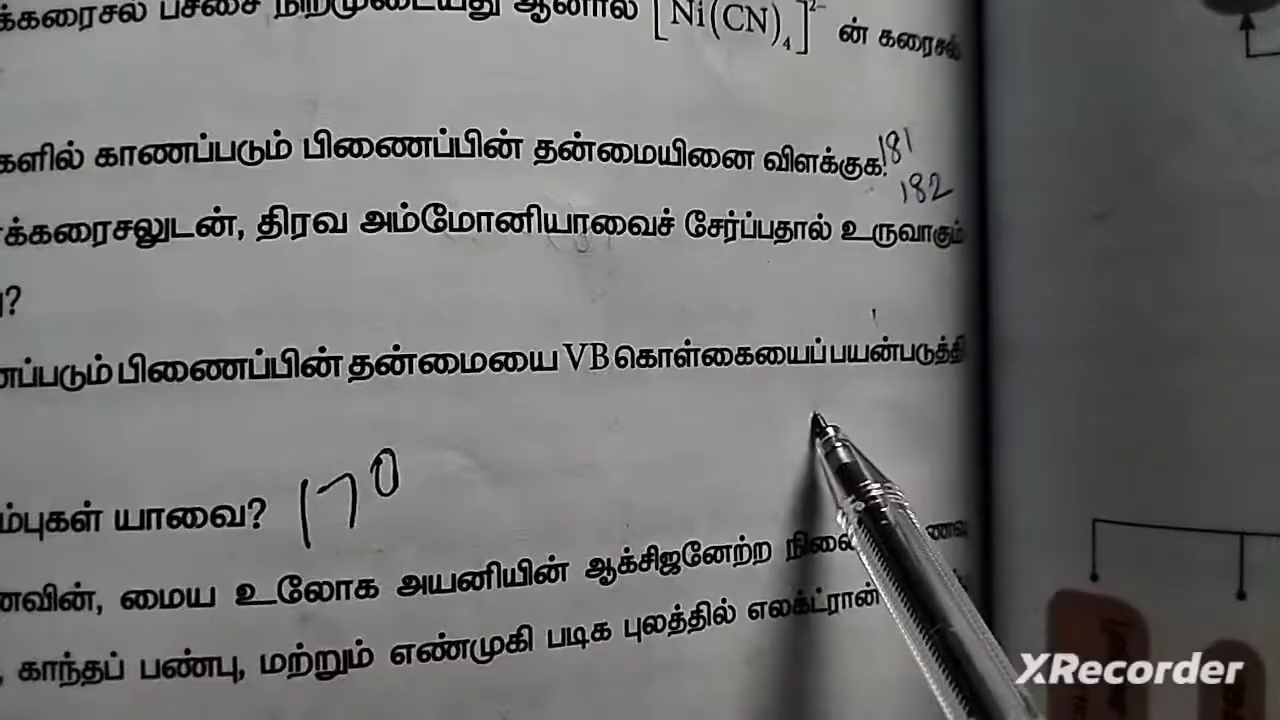 க்கரைசல் பச்சை நிறமுடையது ஆனால் [Ni(CN)₄]²⁻ ன் கரைசல்
களில் காணப்படும் பிணைப்பின் தன்மையினை விளக்குக. 181
182
க்கரைசலுடன், திரவ அம்மோனியாவைச் சேர்ப்பதால் உருவாகும்
?
ப்படும் பிணைப்பின் தன்மையை VB கொள்கையைப் பயன்படுத்தி
ம்புகள் யாவை? 170
னவின், மைய உலோக அயனியின் ஆக்சிஜனேற்ற நிலை
, காந்தப் பண்பு, மற்றும் எண்முகி படிக புலத்தில் எலக்ட்ரான்
XRecorder